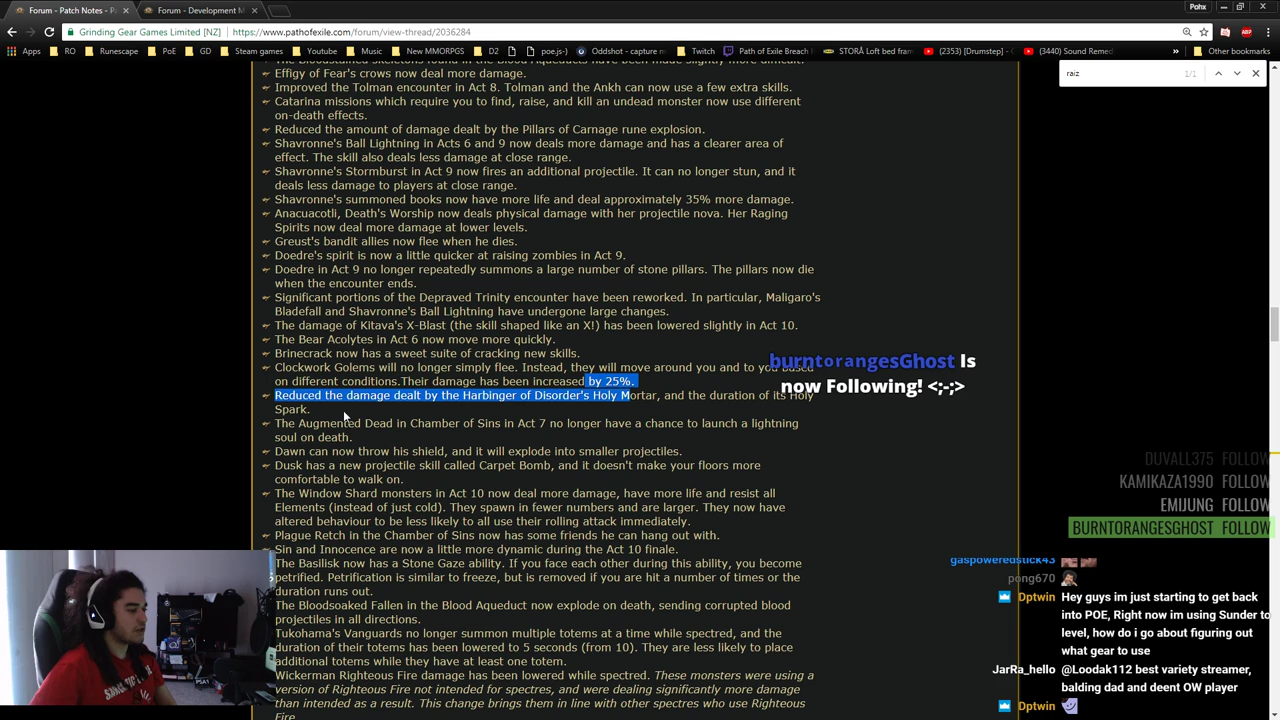 Forum - Patch Notes - P
Forum - Development M
Pohx
Grinding Gear Games Limited [NZ]
https://www.pathofexile.com/forum/view-thread/2036284
Apps
RO
Runescape
PoE
GD
Steam games
Youtube
Music
New MMORPGS
D2
poe.js-)
Oddshot - capture m
Twitch
Path of Exile Breach
STORÅ Loft bed fram
(2353) [Drumstep] —
(3440) Sound Remed
Other bookmarks
raiz
1/1
The Bloodstained Skeletons found in the Blood Aqueducts have been made slightly more difficult.
Effigy of Fear's crows now deal more damage.
Improved the Tolman encounter in Act 8. Tolman and the Ankh can now use a few extra skills.
Catarina missions which require you to find, raise, and kill an undead monster now use different
on-death effects.
Reduced the amount of damage dealt by the Pillars of Carnage rune explosion.
Shavronne's Ball Lightning in Acts 6 and 9 now deals more damage and has a clearer area of
effect. The skill also deals less damage at close range.
Shavronne's Stormburst in Act 9 now fires an additional projectile. It can no longer stun, and it
deals less damage to players at close range.
Shavronne's summoned books now have more life and deal approximately 35% more damage.
Anacuacotli, Death's Worship now deals physical damage with her projectile nova. Her Raging
Spirits now deal more damage at lower levels.
Greust's bandit allies now flee when he dies.
Doedre's spirit is now a little quicker at raising zombies in Act 9.
Doedre in Act 9 no longer repeatedly summons a large number of stone pillars. The pillars now die
when the encounter ends.
Significant portions of the Depraved Trinity encounter have been reworked. In particular, Maligaro's
Bladefall and Shavronne's Ball Lightning have undergone large changes.
The damage of Kitava's X-Blast (the skill shaped like an X!) has been lowered slightly in Act 10.
The Bear Acolytes in Act 6 now move more quickly.
Brinecrack now has a sweet suite of cracking new skills.
Clockwork Golems will no longer simply flee. Instead, they will move around you and to you based
on different conditions.Their damage has been increased by 25%.
Reduced the damage dealt by the Harbinger of Disorder's Holy Mortar, and the duration of its Holy
Spark.
The Augmented Dead in Chamber of Sins in Act 7 no longer have a chance to launch a lightning
soul on death.
Dawn can now throw his shield, and it will explode into smaller projectiles.
Dusk has a new projectile skill called Carpet Bomb, and it doesn't make your floors more
comfortable to walk on.
The Window Shard monsters in Act 10 now deal more damage, have more life and resist all
Elements (instead of just cold). They spawn in fewer numbers and are larger. They now have
altered behaviour to be less likely to all use their rolling attack immediately.
Plague Retch in the Chamber of Sins now has some friends he can hang out with.
Sin and Innocence are now a little more dynamic during the Act 10 finale.
The Basilisk now has a Stone Gaze ability. If you face each other during this ability, you become
petrified. Petrification is similar to freeze, but is removed if you are hit a number of times or the
duration runs out.
The Bloodsoaked Fallen in the Blood Aqueduct now explode on death, sending corrupted blood
projectiles in all directions.
Tukohama's Vanguards no longer summon multiple totems at a time while spectred, and the
duration of their totems has been lowered to 5 seconds (from 10). They are less likely to place
additional totems while they have at least one totem.
Wickerman Righteous Fire damage has been lowered while spectred. These monsters were using a
version of Righteous Fire not intended for spectres, and were dealing significantly more damage
than intended as a result. This change brings them in line with other spectres who use Righteous
Fire
burntorangesGhost Is
now Following! <;-;>
DUVALL375 FOLLOW
KAMIKAZA1990 FOLLOW
EMIJUNG FOLLOW
BURNTORANGESGHOST FOLLOW
gaspoweredstick43
pong670
Dptwin Hey guys im just starting to get back
into POE, Right now im using Sunder to
level, how do i go about figuring out
what gear to use
JarRa_hello @Loodak112 best variety streamer,
balding dad and deent OW player
Dptwin